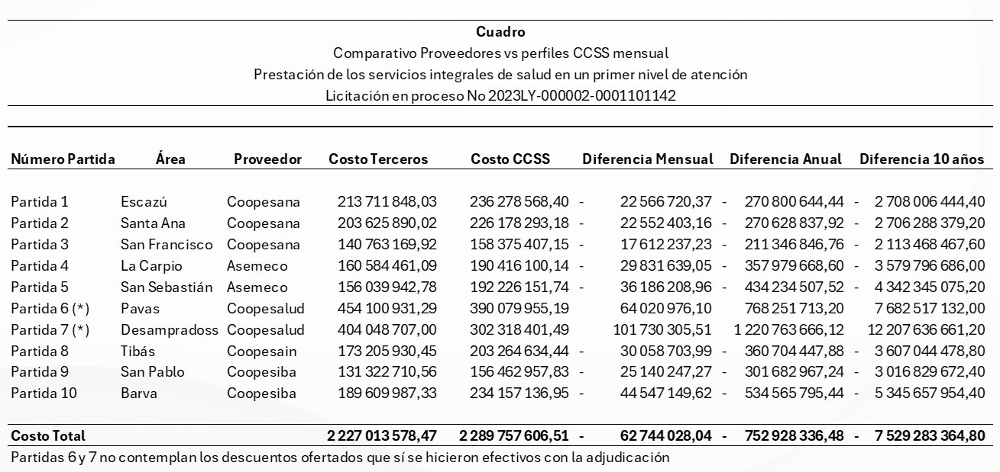 Cuadro
Comparativo Proveedores vs perfiles CCSS mensual
Prestación de los servicios integrales de salud en un primer nivel de atención
Licitación en proceso No 2023LY-000002-0001101142
Número Partida Área Proveedor Costo Terceros Costo CCSS Diferencia Mensual Diferencia Anual Diferencia 10 años
Partida 1 Escazú Coopesana 213 711 848,03 236 278 568,40 - 22 566 720,37 - 270 800 644,44 - 2 708 006 444,40
Partida 2 Santa Ana Coopesana 203 625 890,02 226 178 293,18 - 22 552 403,16 - 270 628 837,92 - 2 706 288 379,20
Partida 3 San Francisco Coopesana 140 763 169,92 158 375 407,15 - 17 612 237,23 - 211 346 846,76 - 2 113 468 467,60
Partida 4 La Carpio Asemeco 160 584 461,09 190 416 100,14 - 29 831 639,05 - 357 979 668,60 - 3 579 796 686,00
Partida 5 San Sebastián Asemeco 156 039 942,78 192 226 151,74 - 36 186 208,96 - 434 234 507,52 - 4 342 345 075,20
Partida 6 (*) Pavas Coopesalud 454 100 931,29 390 079 955,19 64 020 976,10 768 251 713,20 7 682 517 132,00
Partida 7 (*) Desampradoss Coopesalud 404 048 707,00 302 318 401,49 101 730 305,51 1 220 763 666,12 12 207 636 661,20
Partida 8 Tibás Coopesain 173 205 930,45 203 264 634,44 - 30 058 703,99 - 360 704 447,88 - 3 607 044 478,80
Partida 9 San Pablo Coopesiba 131 322 710,56 156 462 957,83 - 25 140 247,27 - 301 682 967,24 - 3 016 829 672,40
Partida 10 Barva Coopesiba 189 609 987,33 234 157 136,95 - 44 547 149,62 - 534 565 795,44 - 5 345 657 954,40
Costo Total 2 227 013 578,47 2 289 757 606,51 - 62 744 028,04 - 752 928 336,48 - 7 529 283 364,80
Partidas 6 y 7 no contemplan los descuentos ofertados que sí se hicieron efectivos con la adjudicación